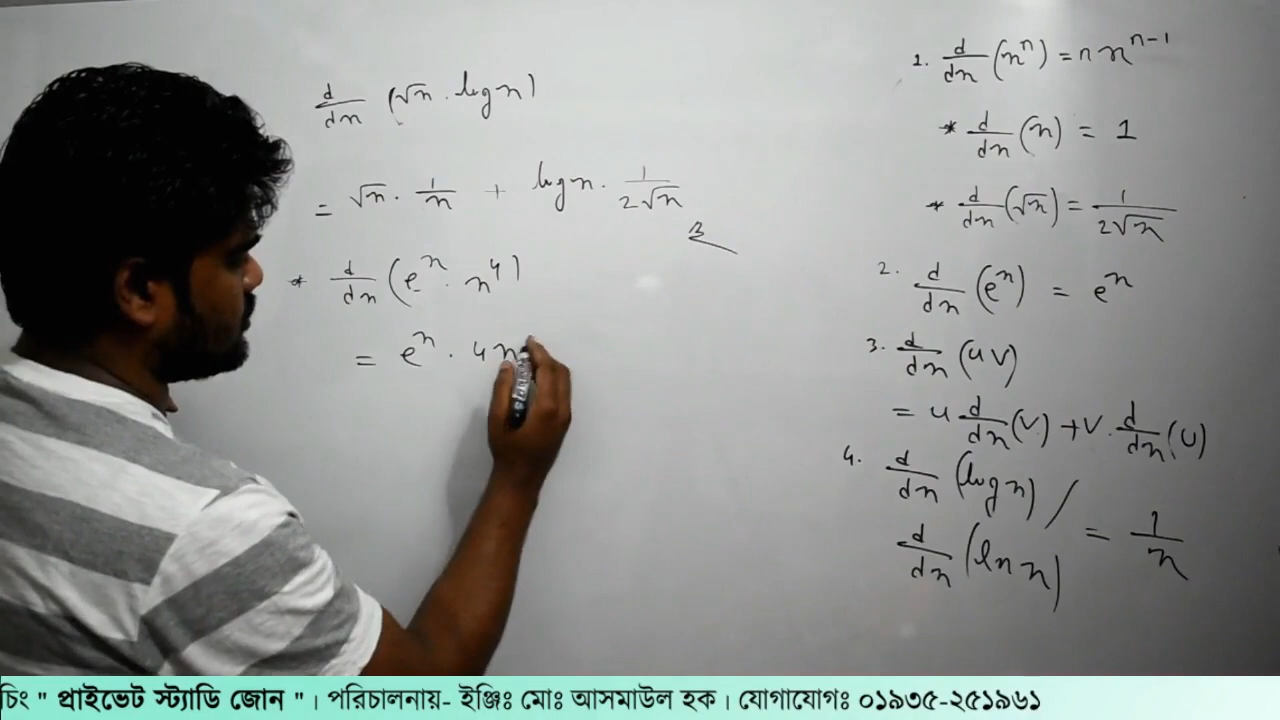 d/dx (√x . log x)
= √x . 1/x + log x . 1/2√x
* d/dx (e^x . x^4)
= e^x . 4x
1. d/dx (x^n) = n x^{n-1}
* d/dx (x) = 1
* d/dx (√x) = 1/2√x
2. d/dx (e^x) = e^x
3. d/dx (uv)
= u d/dx (v) + v . d/dx (u)
4. d/dx (log x) /
d/dx (ln x) = 1/x
চিং " প্রাইভেট স্ট্যাডি জোন " । পরিচালনায়- ইঞ্জিঃ মোঃ আসমাউল হক । যোগাযোগঃ ০১৯৩৫-২৫১৯৬১